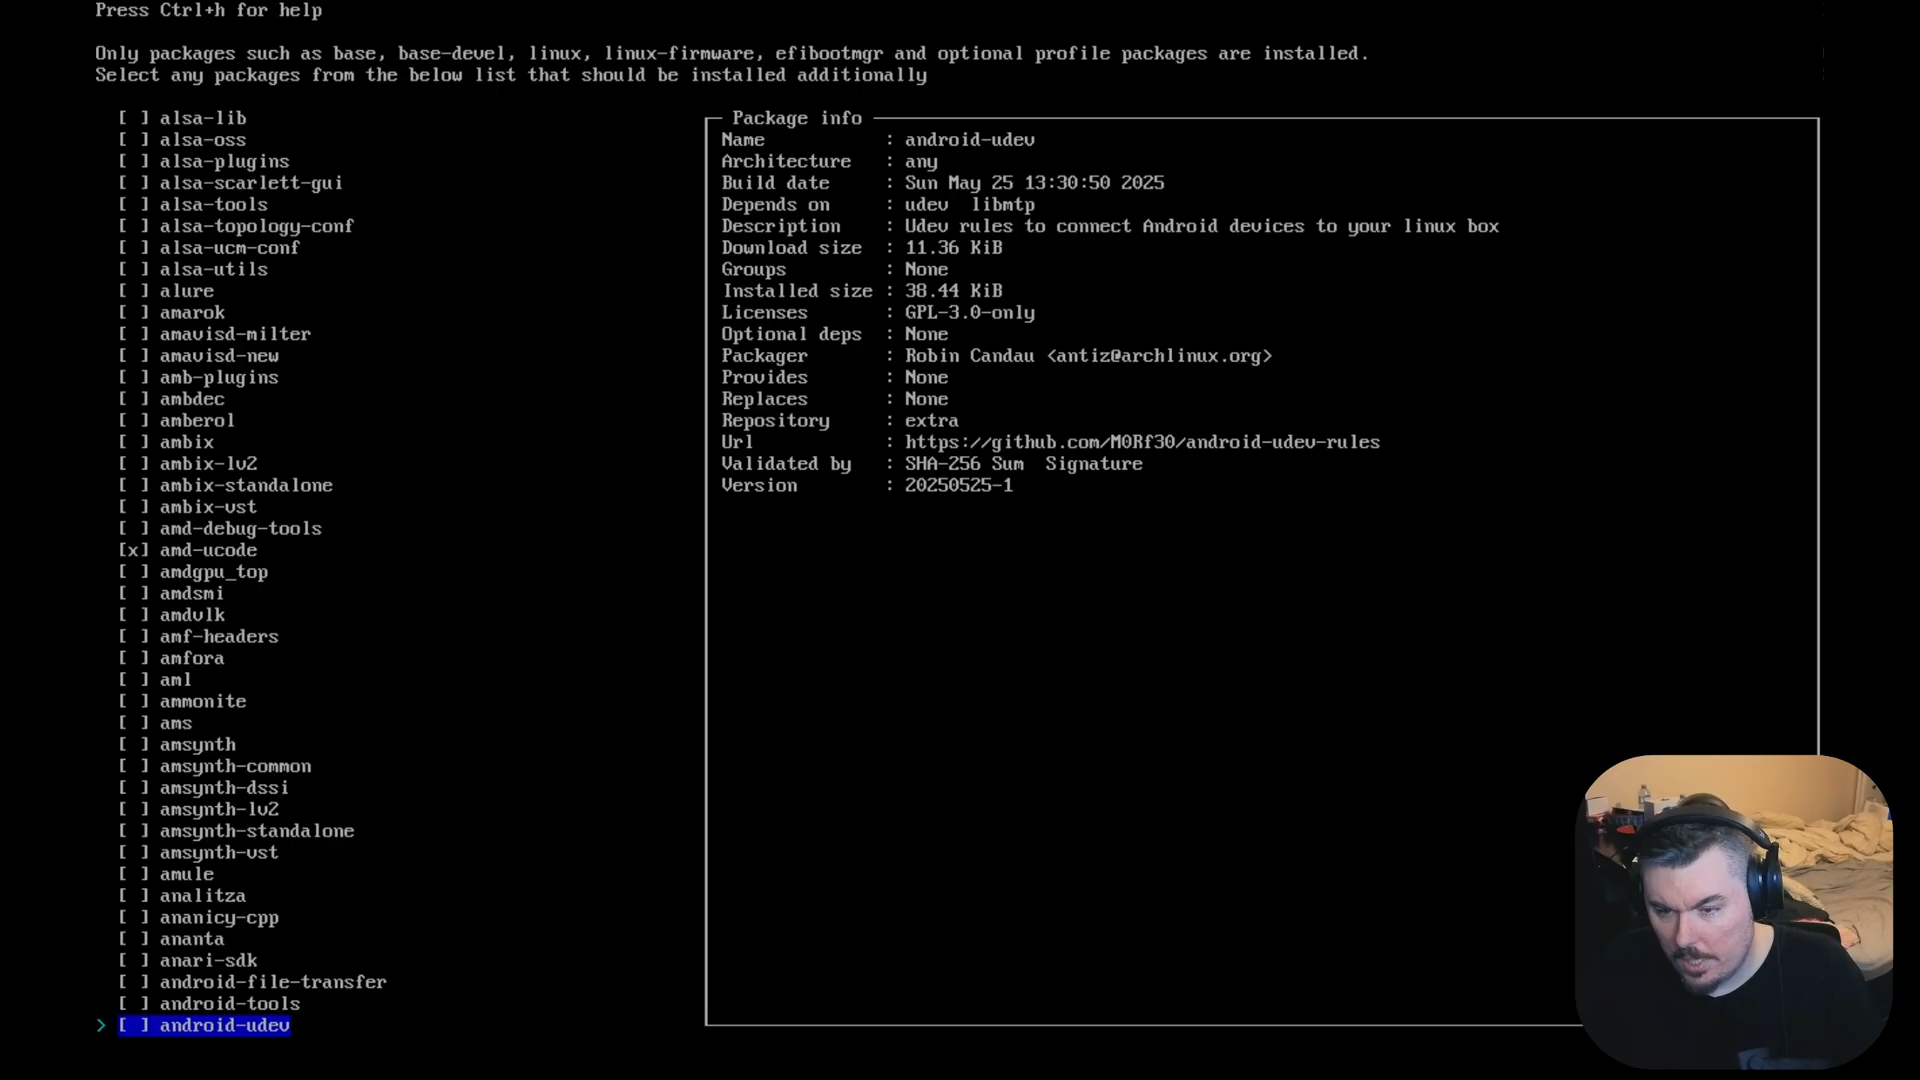 Press Ctrl+h for help
Only packages such as base, base-devel, linux, linux-firmware, efibootmgr and optional profile packages are installed.
Select any packages from the below list that should be installed additionally
[ ] alsa-lib
[ ] alsa-oss
[ ] alsa-plugins
[ ] alsa-scarlett-gui
[ ] alsa-tools
[ ] alsa-topology-conf
[ ] alsa-ucm-conf
[ ] alsa-utils
[ ] alure
[ ] amarok
[ ] amavisd-milter
[ ] amavisd-new
[ ] amb-plugins
[ ] ambdec
[ ] amberol
[ ] ambix
[ ] ambix-lv2
[ ] ambix-standalone
[ ] ambix-vst
[ ] amd-debug-tools
[x] amd-ucode
[ ] amdgpu_top
[ ] amdsmi
[ ] amdvlk
[ ] amf-headers
[ ] amfora
[ ] aml
[ ] ammonite
[ ] ams
[ ] amsynth
[ ] amsynth-common
[ ] amsynth-dssi
[ ] amsynth-lv2
[ ] amsynth-standalone
[ ] amsynth-vst
[ ] amule
[ ] analitza
[ ] ananicy-cpp
[ ] ananta
[ ] anari-sdk
[ ] android-file-transfer
[ ] android-tools
> [ ] android-udev
Package info
Name : android-udev
Architecture : any
Build date : Sun May 25 13:30:50 2025
Depends on : udev libmtp
Description : Udev rules to connect Android devices to your linux box
Download size : 11.36 KiB
Groups : None
Installed size : 38.44 KiB
Licenses : GPL-3.0-only
Optional deps : None
Packager : Robin Candau <antiz@archlinux.org>
Provides : None
Replaces : None
Repository : extra
Url : https://github.com/M0Rf30/android-udev-rules
Validated by : SHA-256 Sum Signature
Version : 20250525-1